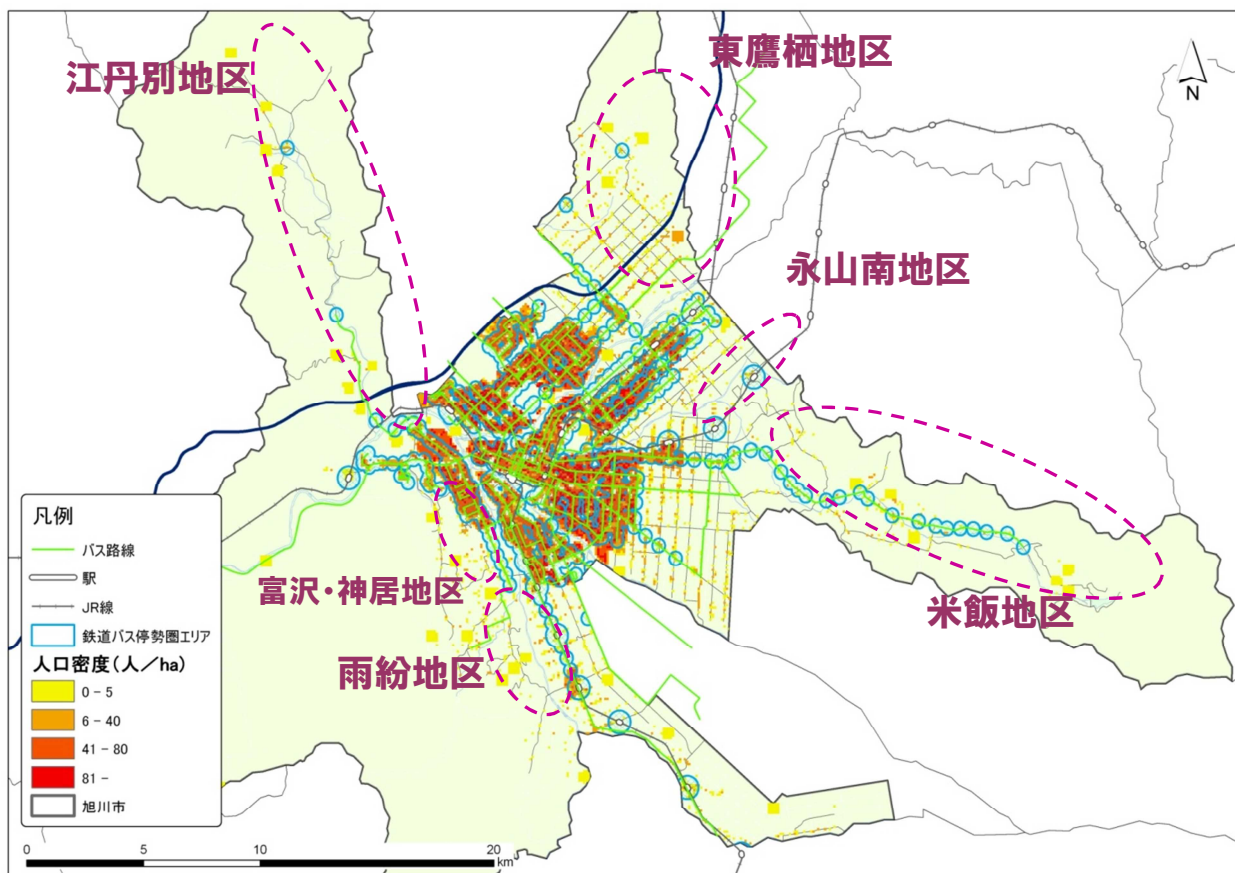 東鷹栖地区
江丹別地区
N
永山南地区
富沢・神居地区
米飯地区
雨紛地区
凡例
バス路線
駅
JR線
鉄道バス停勢圏エリア
人口密度(人/ha)
0 - 5
6 - 40
41 - 80
81 -
旭川市
0 5 10 20
km